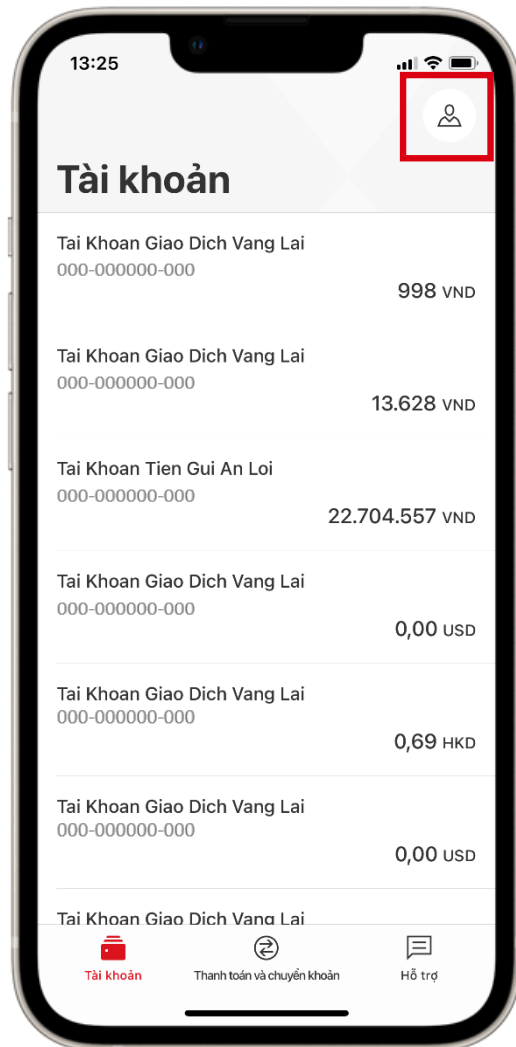 13:25
Tài khoản
Tai Khoan Giao Dich Vang Lai
000-000000-000
998 VND
Tai Khoan Giao Dich Vang Lai
000-000000-000
13.628 VND
Tai Khoan Tien Gui An Loi
000-000000-000
22.704.557 VND
Tai Khoan Giao Dich Vang Lai
000-000000-000
0,00 USD
Tai Khoan Giao Dich Vang Lai
000-000000-000
0,69 HKD
Tai Khoan Giao Dich Vang Lai
000-000000-000
0,00 USD
Tai Khoan Giao Dich Vang Lai
Tài khoản Thanh toán và chuyển khoản Hỗ trợ